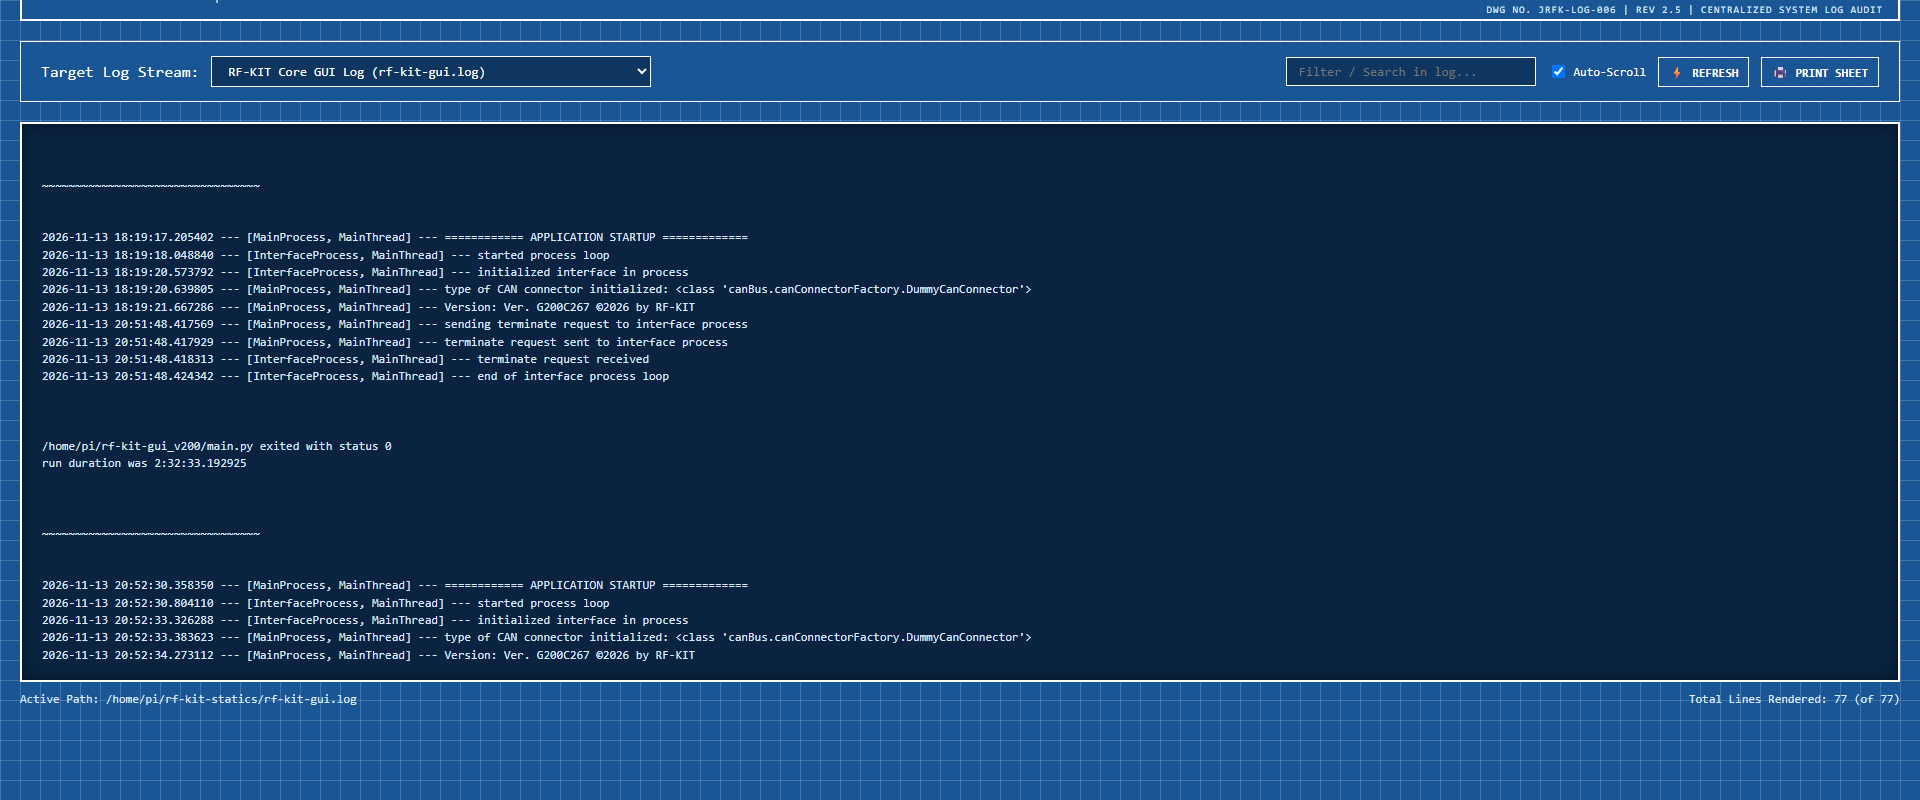 DWG NO. JRFK-LOG-006 | REV 2.5 | CENTRALIZED SYSTEM LOG AUDIT
Target Log Stream: RF-KIT Core GUI Log (rf-kit-gui.log) Filter / Search in log... Auto-Scroll REFRESH PRINT SHEET
~~~~~~~~~~~~~~~~~~~~~~~~~~~~~~~~~
2026-11-13 18:19:17.205402 --- [MainProcess, MainThread] --- ============ APPLICATION STARTUP =============
2026-11-13 18:19:18.048840 --- [InterfaceProcess, MainThread] --- started process loop
2026-11-13 18:19:20.573792 --- [InterfaceProcess, MainThread] --- initialized interface in process
2026-11-13 18:19:20.639805 --- [MainProcess, MainThread] --- type of CAN connector initialized: <class 'canBus.canConnectorFactory.DummyCanConnector'>
2026-11-13 18:19:21.667286 --- [MainProcess, MainThread] --- Version: Ver. G200C267 ©2026 by RF-KIT
2026-11-13 20:51:48.417569 --- [MainProcess, MainThread] --- sending terminate request to interface process
2026-11-13 20:51:48.417929 --- [MainProcess, MainThread] --- terminate request sent to interface process
2026-11-13 20:51:48.418313 --- [InterfaceProcess, MainThread] --- terminate request received
2026-11-13 20:51:48.424342 --- [InterfaceProcess, MainThread] --- end of interface process loop
/home/pi/rf-kit-gui_v200/main.py exited with status 0
run duration was 2:32:33.192925
~~~~~~~~~~~~~~~~~~~~~~~~~~~~~~~~~
2026-11-13 20:52:30.358350 --- [MainProcess, MainThread] --- ============ APPLICATION STARTUP =============
2026-11-13 20:52:30.804110 --- [InterfaceProcess, MainThread] --- started process loop
2026-11-13 20:52:33.326288 --- [InterfaceProcess, MainThread] --- initialized interface in process
2026-11-13 20:52:33.383623 --- [MainProcess, MainThread] --- type of CAN connector initialized: <class 'canBus.canConnectorFactory.DummyCanConnector'>
2026-11-13 20:52:34.273112 --- [MainProcess, MainThread] --- Version: Ver. G200C267 ©2026 by RF-KIT
Active Path: /home/pi/rf-kit-statics/rf-kit-gui.log Total Lines Rendered: 77 (of 77)